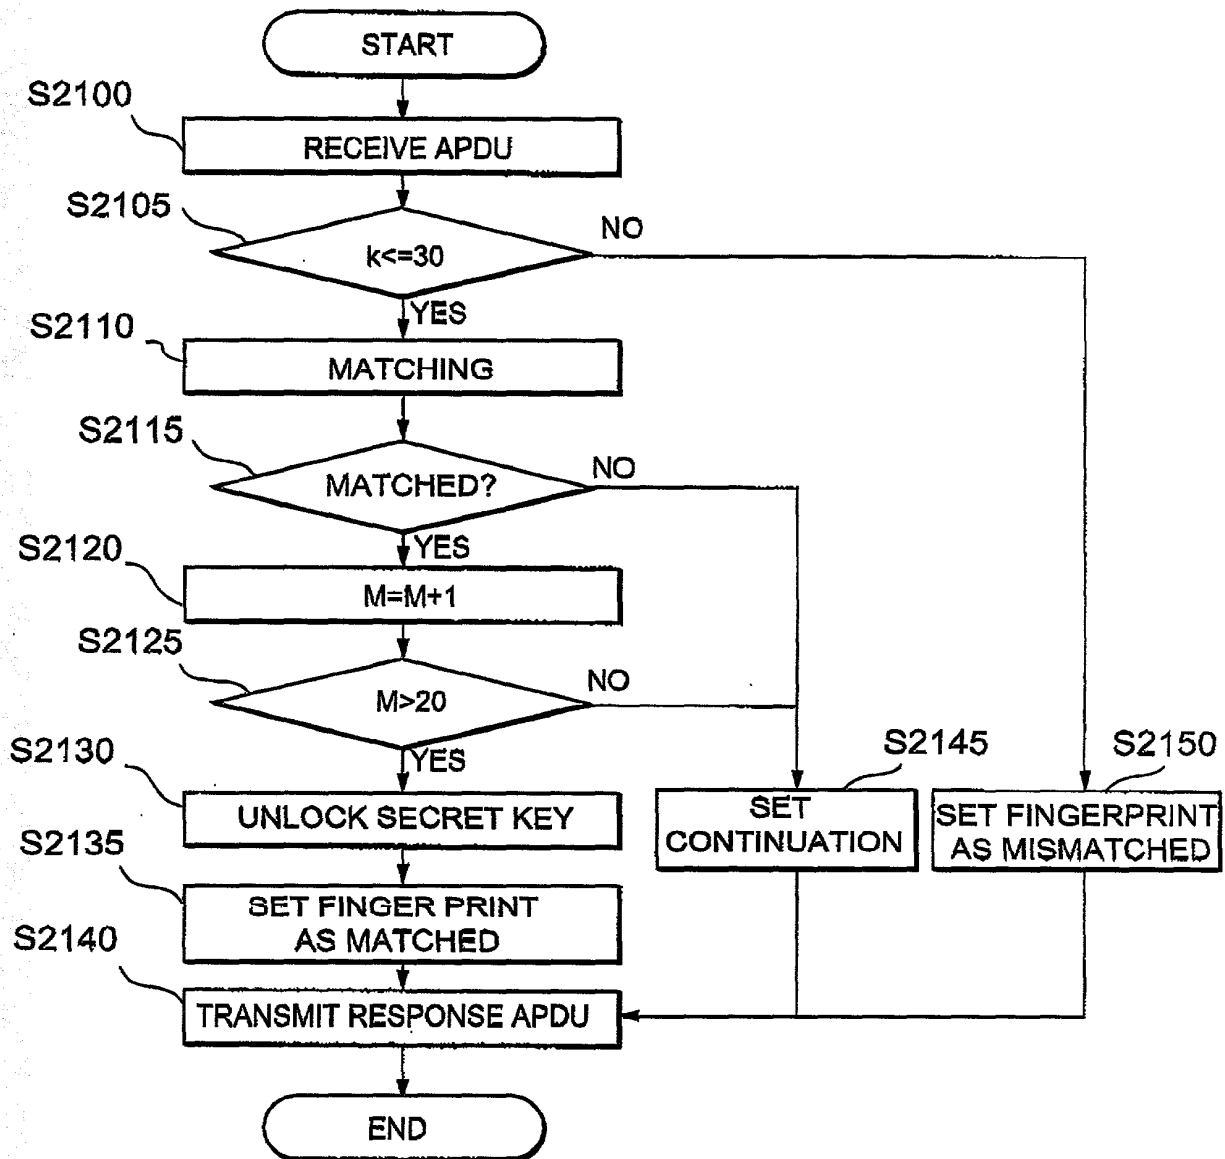 START
S2100
RECEIVE APDU
S2105
k<=30
NO
YES
S2110
MATCHING
S2115
MATCHED?
NO
YES
S2120
M=M+1
S2125
M>20
NO
YES
S2130
UNLOCK SECRET KEY
S2135
SET FINGER PRINT
AS MATCHED
S2145
SET
CONTINUATION
S2150
SET FINGERPRINT
AS MISMATCHED
S2140
TRANSMIT RESPONSE APDU
END